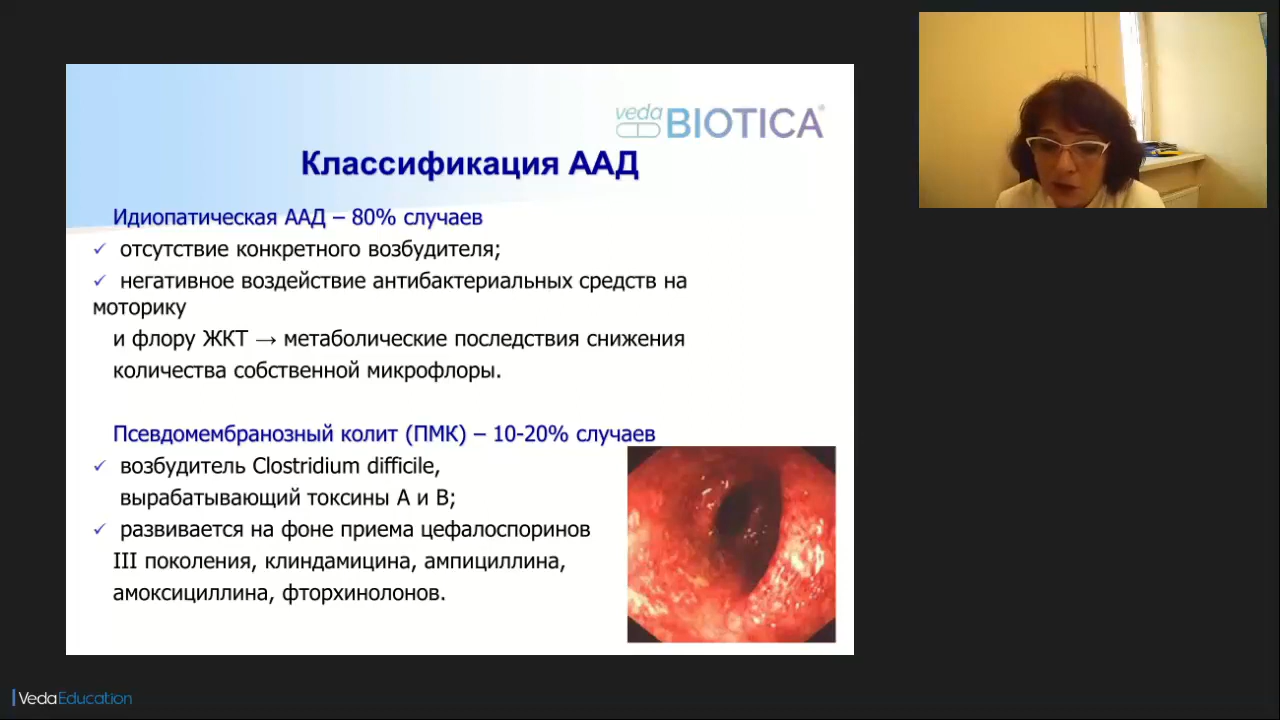 veda BIOTICA®
Классификация ААД
Идиопатическая ААД – 80% случаев
✓ отсутствие конкретного возбудителя;
✓ негативное воздействие антибактериальных средств на
моторику
и флору ЖКТ → метаболические последствия снижения
количества собственной микрофлоры.
Псевдомембранозный колит (ПМК) – 10-20% случаев
✓ возбудитель Clostridium difficile,
вырабатывающий токсины А и В;
✓ развивается на фоне приема цефалоспоринов
III поколения, клиндамицина, ампициллина,
амоксициллина, фторхинолонов.
VedaEducation